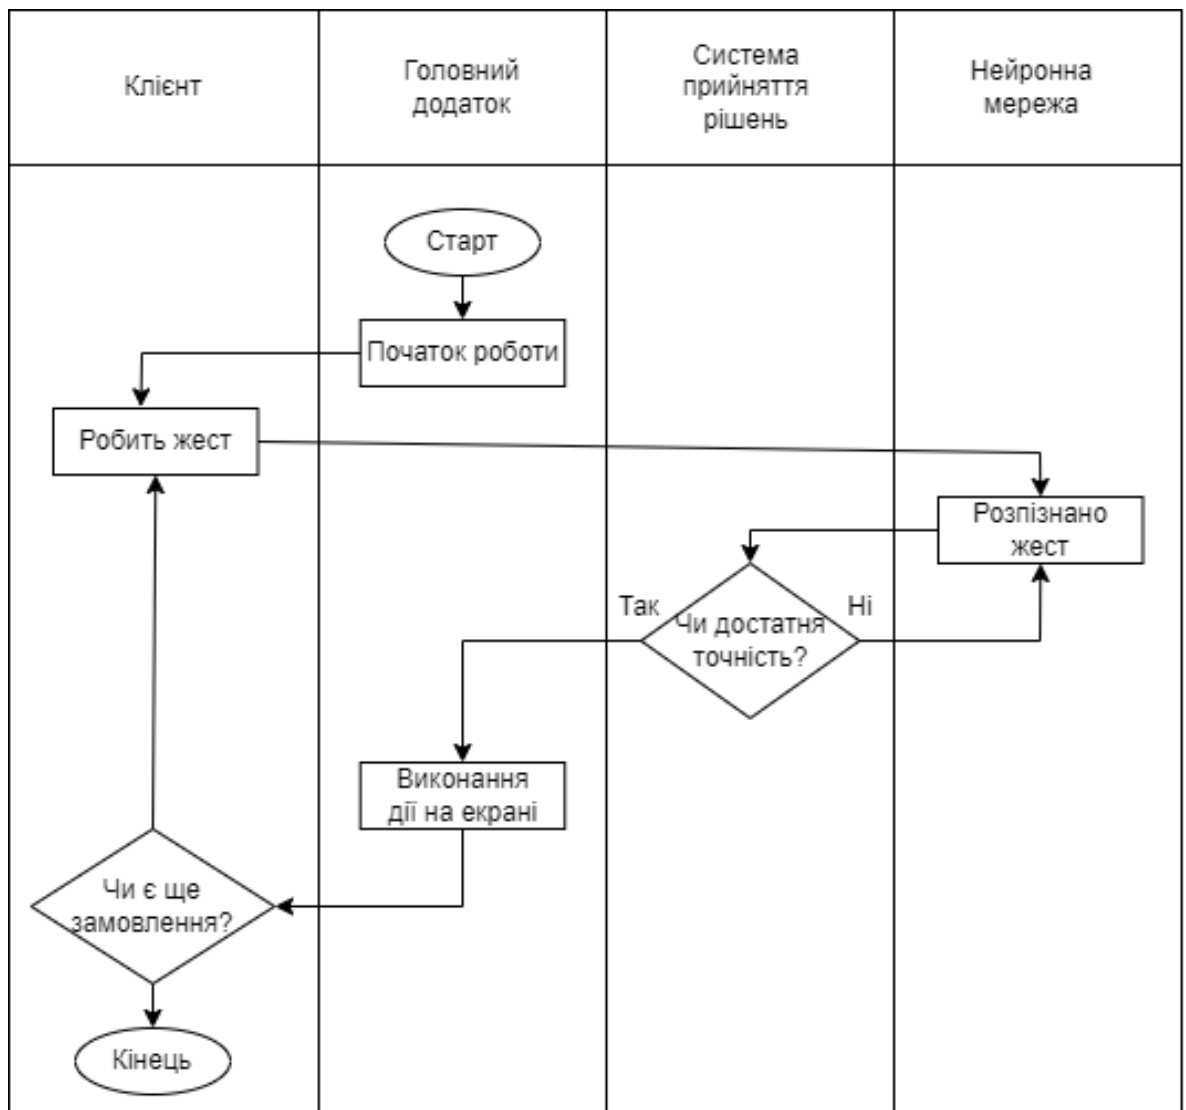 Клієнт
Головний
додаток
Система
прийняття
рішень
Нейронна
мережа
Старт
Початок роботи
Робить жест
Розпізнано
жест
Так
Ні
Чи достатня
точність?
Виконання
дії на екрані
Чи є ще
замовлення?
Кінець